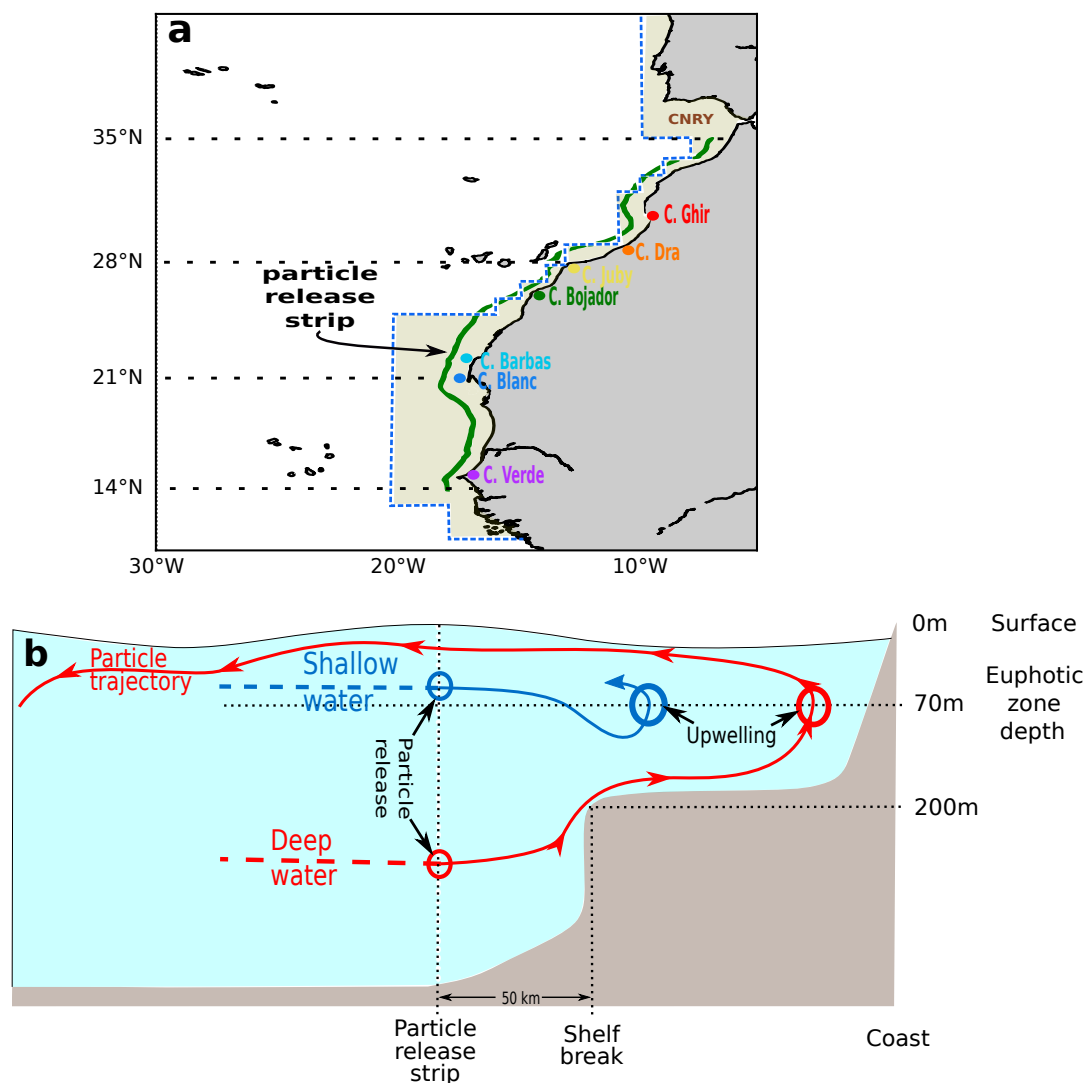 a
CNRY
35°N
C. Ghir
C. Dra
28°N
C. Juby
particle
release
strip
C. Bojador
C. Barbas
21°N
C. Blanc
C. Verde
14°N
30°W
20°W
10°W
b
0m
Surface
Particle
trajectory
Shallow
water
Euphotic
zone
depth
70m
Upwelling
Particle
release
200m
Deep
water
50 km
Particle
release
strip
Shelf
break
Coast